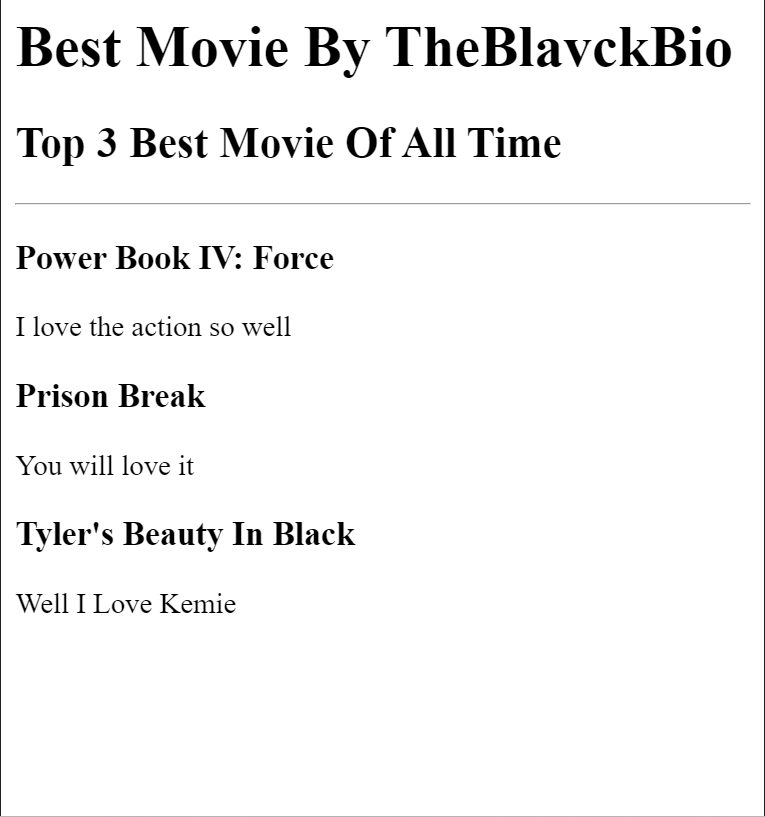 Best Movie By TheBlavckBio
Top 3 Best Movie Of All Time
Power Book IV: Force
I love the action so well
Prison Break
You will love it
Tyler's Beauty In Black
Well I Love Kemie